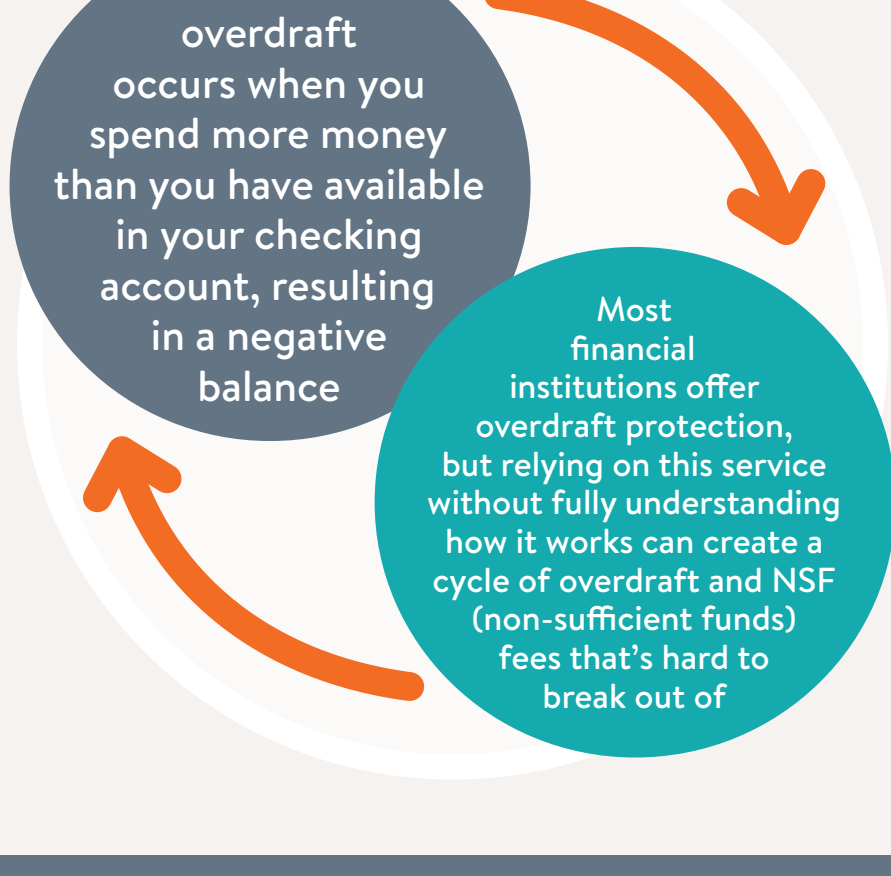 overdraft
occurs when you
spend more money
than you have available
in your checking
account, resulting
in a negative
balance
Most
financial
institutions offer
overdraft protection,
but relying on this service
without fully understanding
how it works can create a
cycle of overdraft and NSF
(non-sufficient funds)
fees that's hard to
break out of